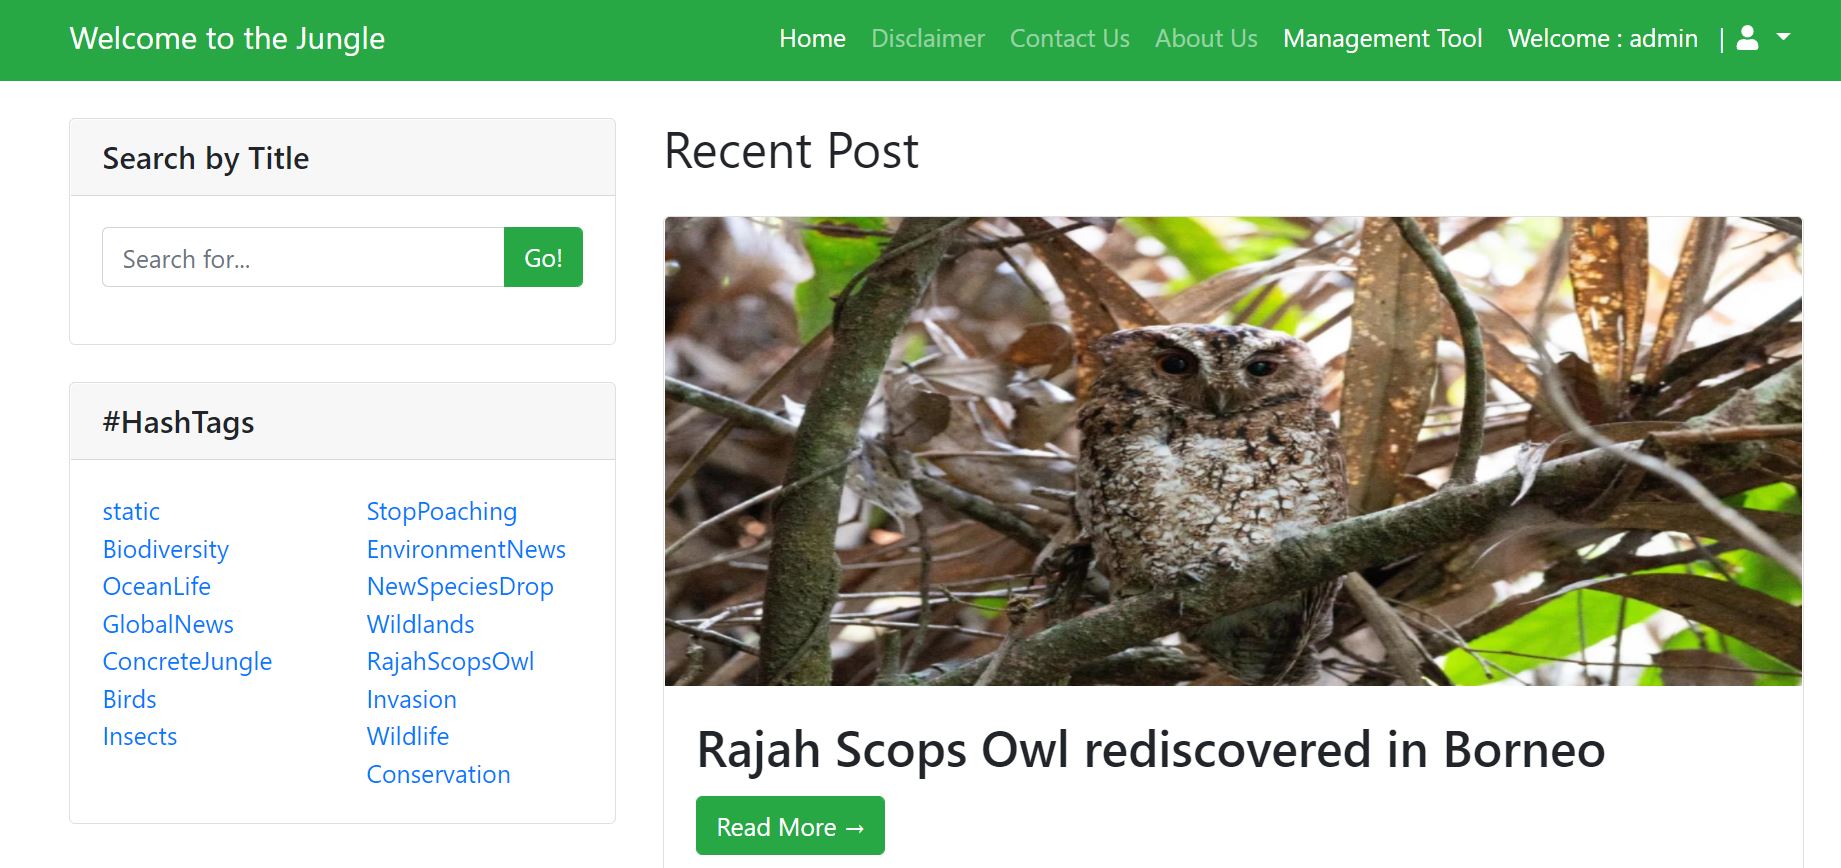 Welcome to the Jungle
Home Disclaimer Contact Us About Us Management Tool Welcome : admin |
Search by Title
Search for...
Go!
#HashTags
static
Biodiversity
OceanLife
GlobalNews
ConcreteJungle
Birds
Insects
StopPoaching
EnvironmentNews
NewSpeciesDrop
Wildlands
RajahScopsOwl
Invasion
Wildlife
Conservation
Recent Post
Rajah Scops Owl rediscovered in Borneo
Read More →